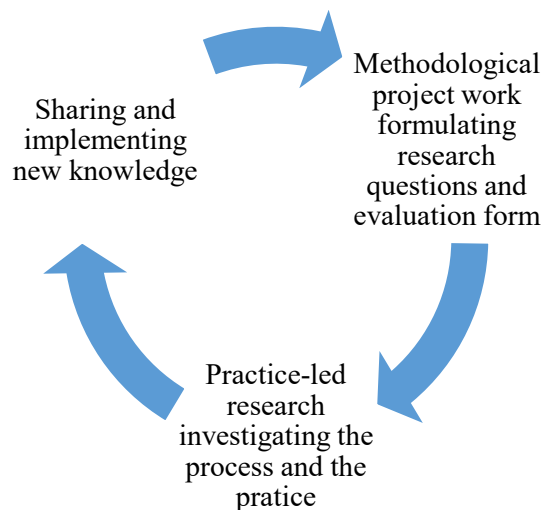 Methodological
project work
formulating
research
questions and
evaluation form
Sharing and
implementing
new knowledge
Practice-led
research
investigating the
process and the
pratice